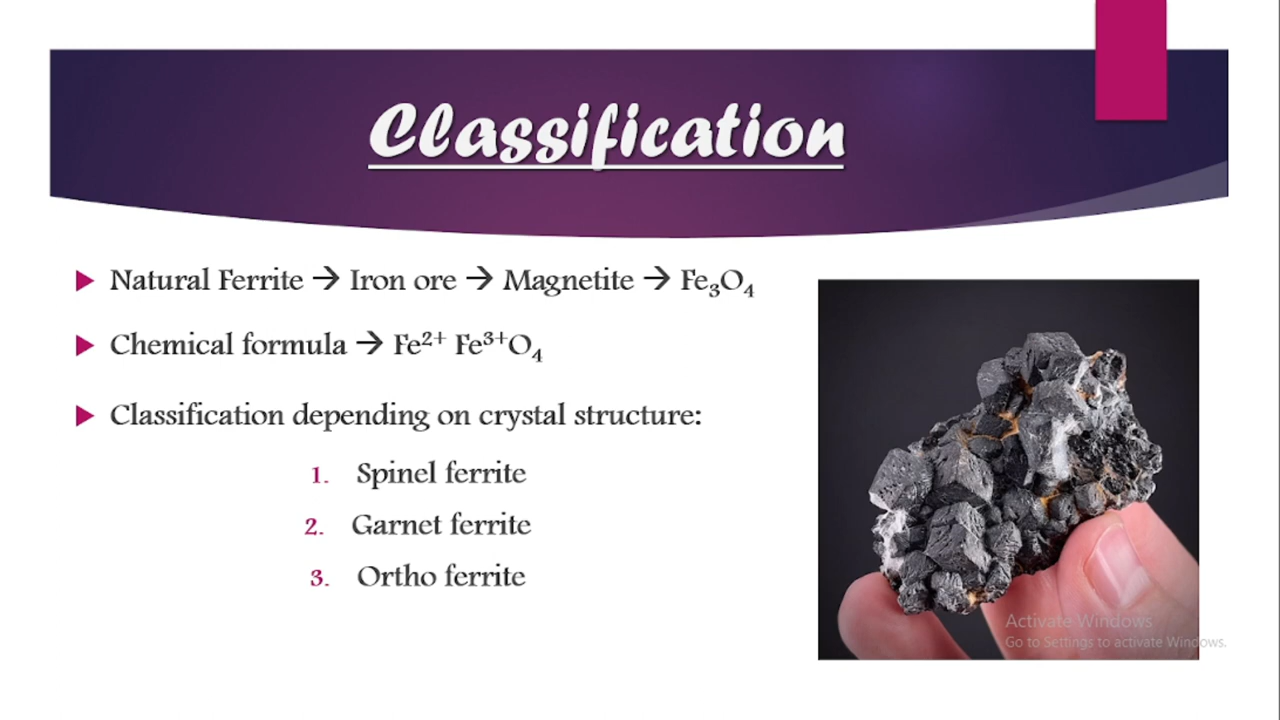 Classification
Natural Ferrite → Iron ore → Magnetite → Fe₃O₄
Chemical formula → Fe²⁺ Fe³⁺O₄
Classification depending on crystal structure:
1. Spinel ferrite
2. Garnet ferrite
3. Ortho ferrite
Activate Windows
Go to Settings to activate Windows.